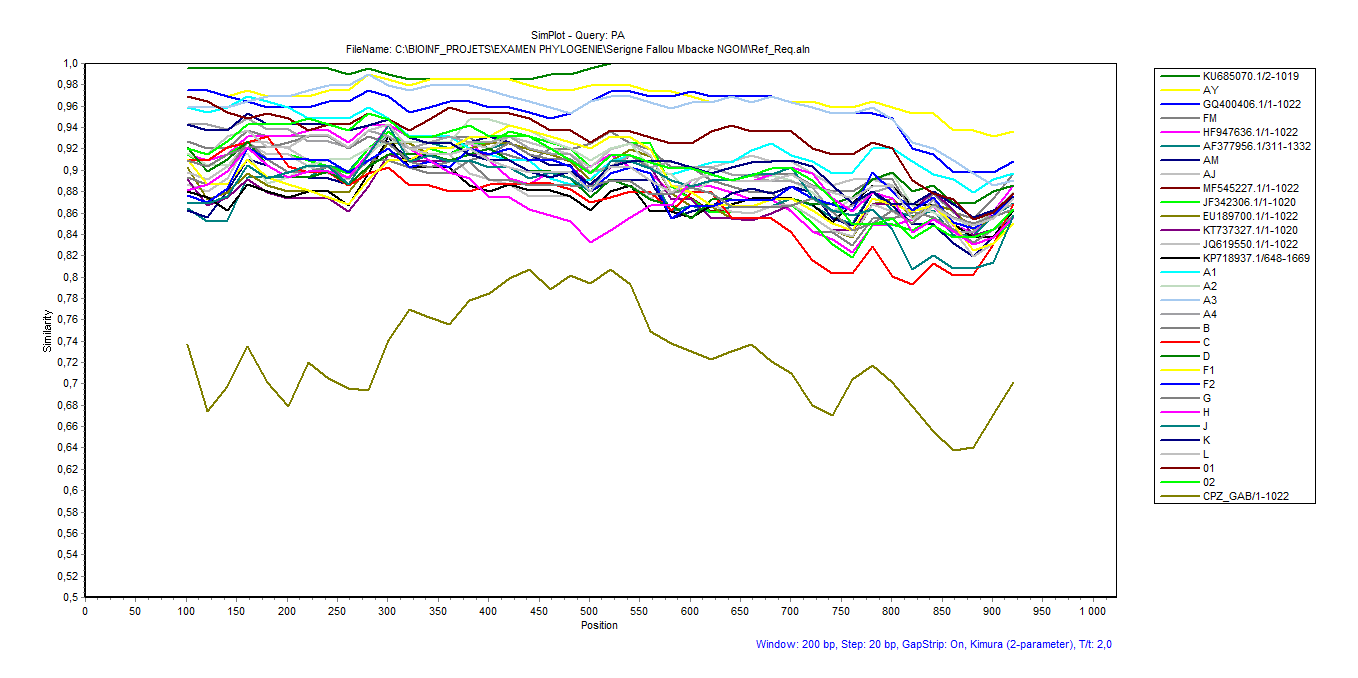 SimPlot - Query: PA
FileName: C:\BIOINF_PROJETS\EXAMEN PHYLOGENIE\Serigne Fallou Mbacke NGOM\Ref_Req.aln
1,0
0,98
0,96
0,94
0,92
0,9
0,88
0,86
0,84
0,82
0,8
0,78
0,76
0,74
0,72
0,7
0,68
0,66
0,64
0,62
0,6
0,58
0,56
0,54
0,52
0,5
Similarity
0 50 100 150 200 250 300 350 400 450 500 550 600 650 700 750 800 850 900 950 1 000
Position
KU685070.1/2-1019
AY
GQ400406.1/1-1022
FM
HF947636.1/1-1022
AF377956.1/311-1332
AM
AJ
MF545227.1/1-1022
JF342306.1/1-1020
EU189700.1/1-1022
KT737327.1/1-1020
JQ619550.1/1-1022
KP718937.1/648-1669
A1
A2
A3
A4
B
C
D
F1
F2
G
H
J
K
L
01
02
CPZ_GAB/1-1022
Window: 200 bp, Step: 20 bp, GapStrip: On, Kimura (2-parameter), T/t: 2,0